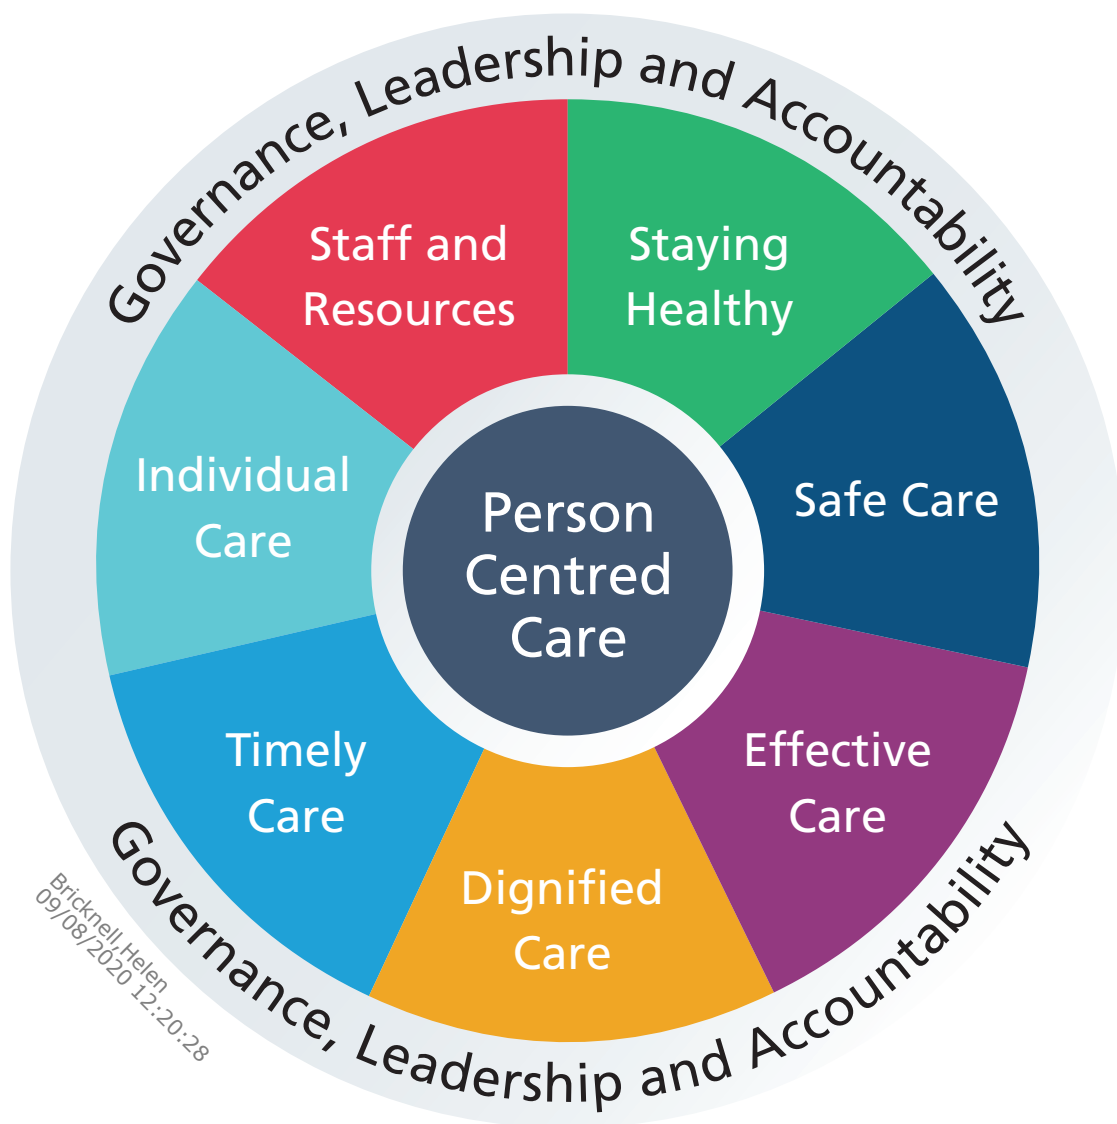 Governance, Leadership and Accountability
Staff and
Resources
Staying
Healthy
Individual
Care
Safe Care
Person
Centred
Care
Timely
Care
Effective
Care
Dignified
Care
Governance, Leadership and Accountability
Bricknell,Helen
09/08/2020 12:20:28